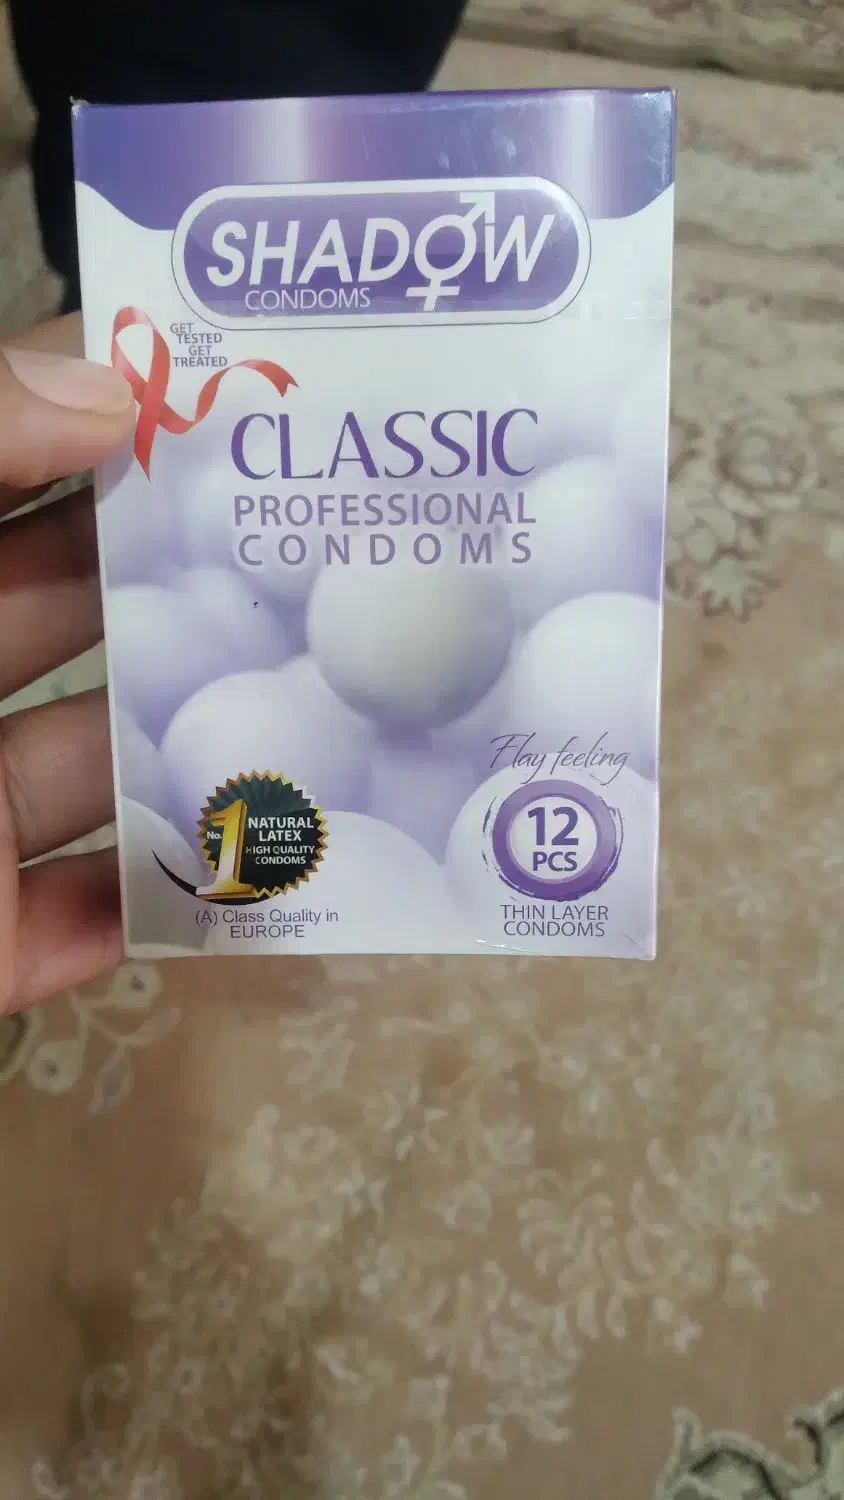 SHADOW
CONDOMS
GET
TESTED
GET
TREATED
CLASSIC
PROFESSIONAL
CONDOMS
Flay feeling
No.1
NATURAL
LATEX
HIGH QUALITY
CONDOMS
(A) Class Quality in
EUROPE
12
PCS
THIN LAYER
CONDOMS